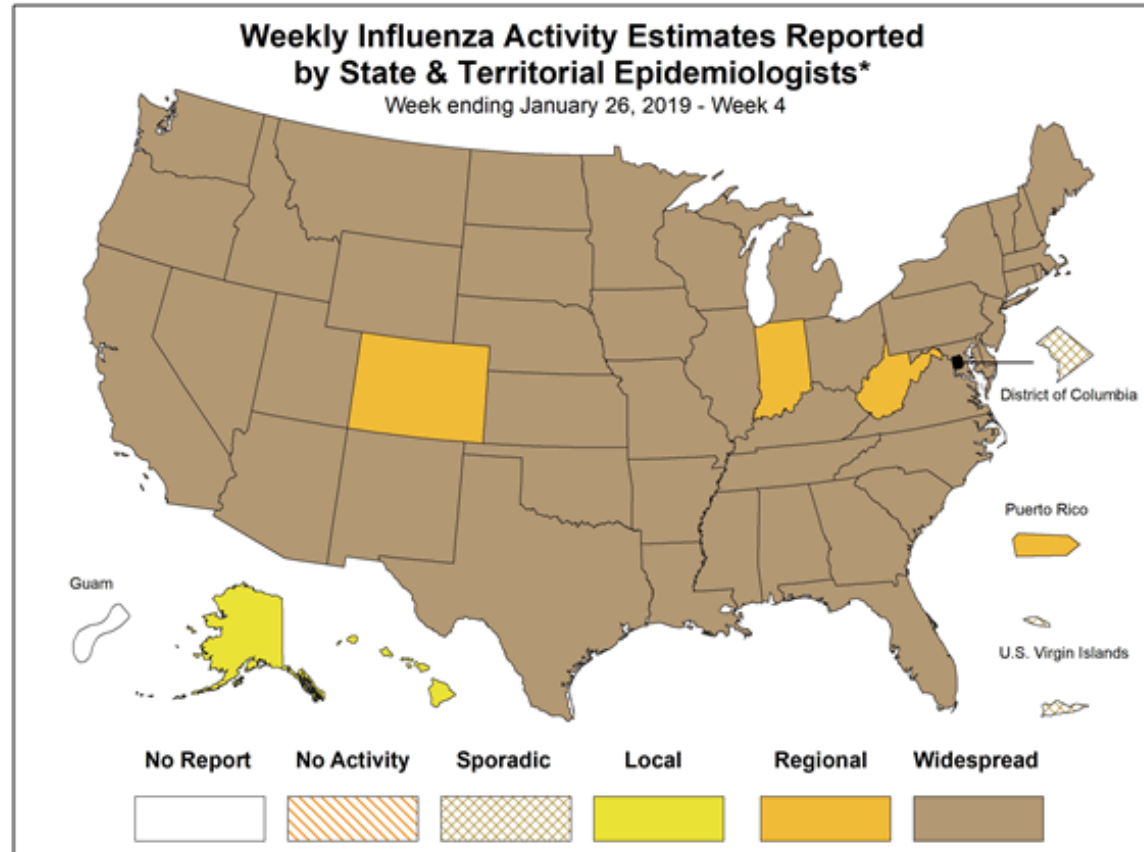 Weekly Influenza Activity Estimates Reported
by State & Territorial Epidemiologists*
Week ending January 26, 2019 - Week 4
District of Columbia
Puerto Rico
Guam
U.S. Virgin Islands
No Report No Activity Sporadic Local Regional Widespread